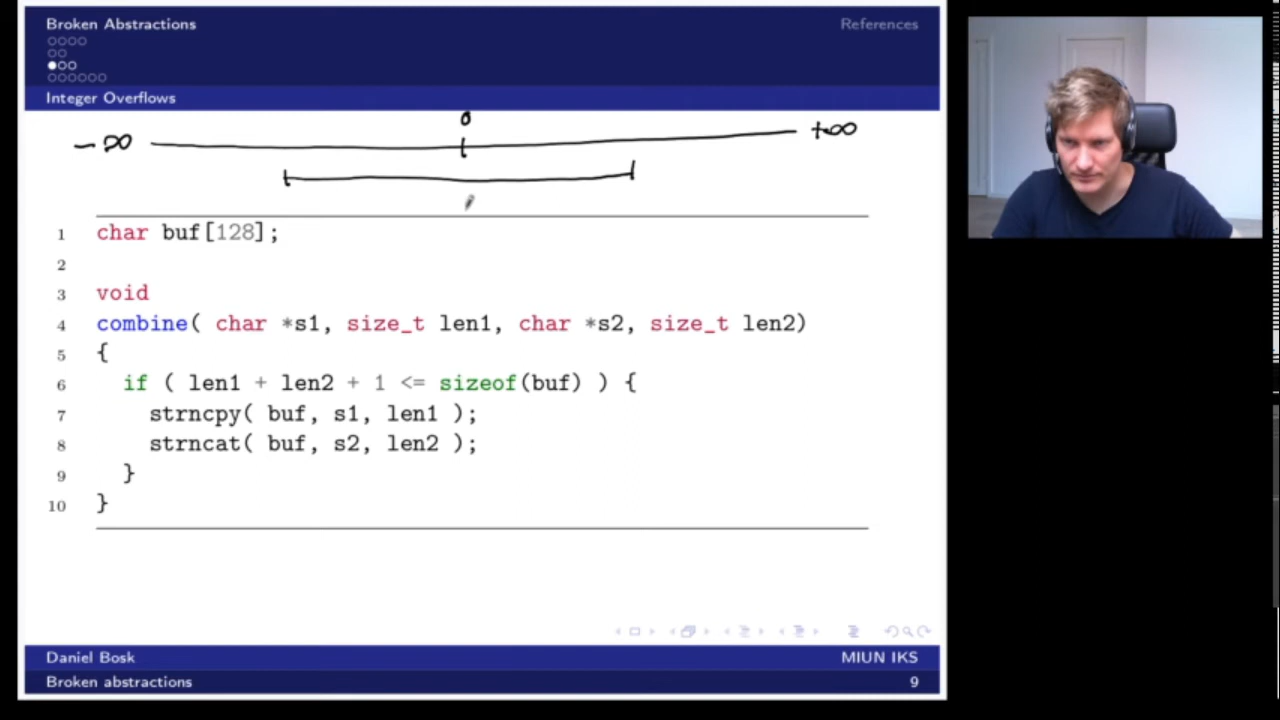 Broken Abstractions
References
Integer Overflows
-∞
0
+∞
1 char buf[128];
2
3 void
4 combine( char *s1, size_t len1, char *s2, size_t len2)
5 {
6 if ( len1 + len2 + 1 <= sizeof(buf) ) {
7 strncpy( buf, s1, len1 );
8 strncat( buf, s2, len2 );
9 }
10 }
Daniel Bosk
MIUN IKS
Broken abstractions
9